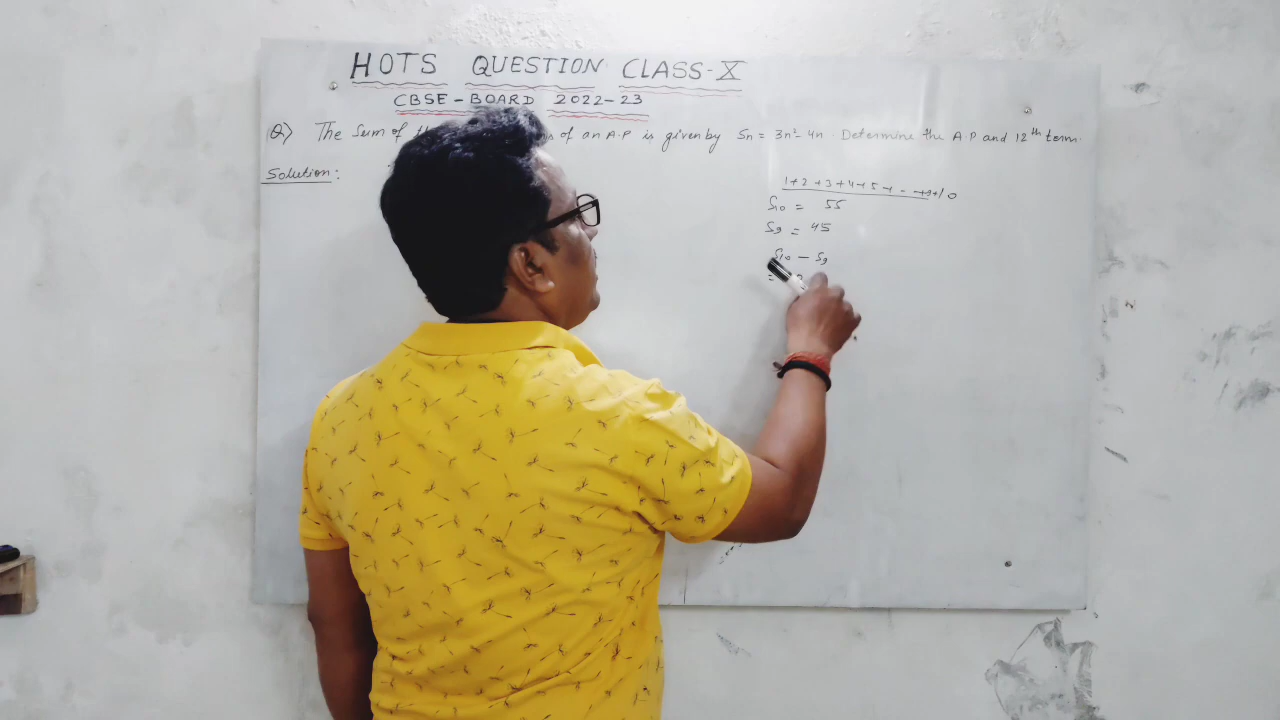 HOTS QUESTION CLASS-X
CBSE-BOARD 2022-23
Q) The Sum of of an A.P is given by Sn = 3n² 4n. Determine the A P and 12th term.
Solution:
1+2+3+4+5+ - - +9+10
S10 = 55
S9 = 45
S10 - S9
=